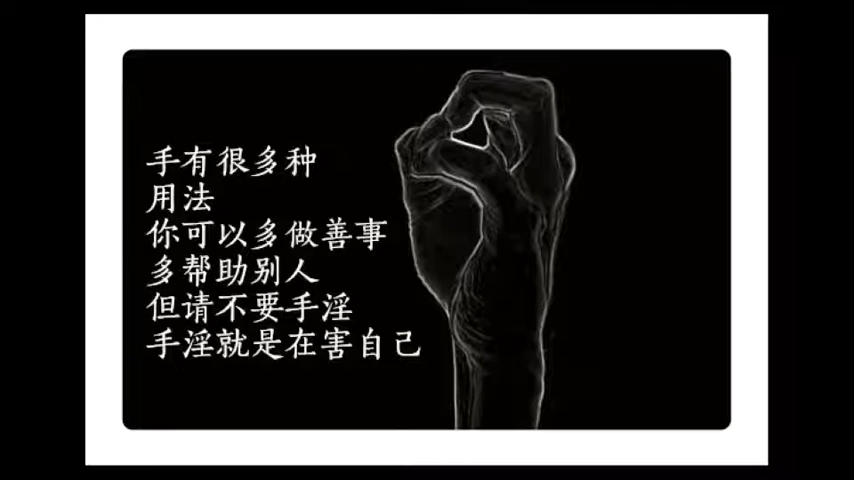 手有很多种
用法
你可以多做善事
多帮助别人
但请不要手淫
手淫就是在害自己